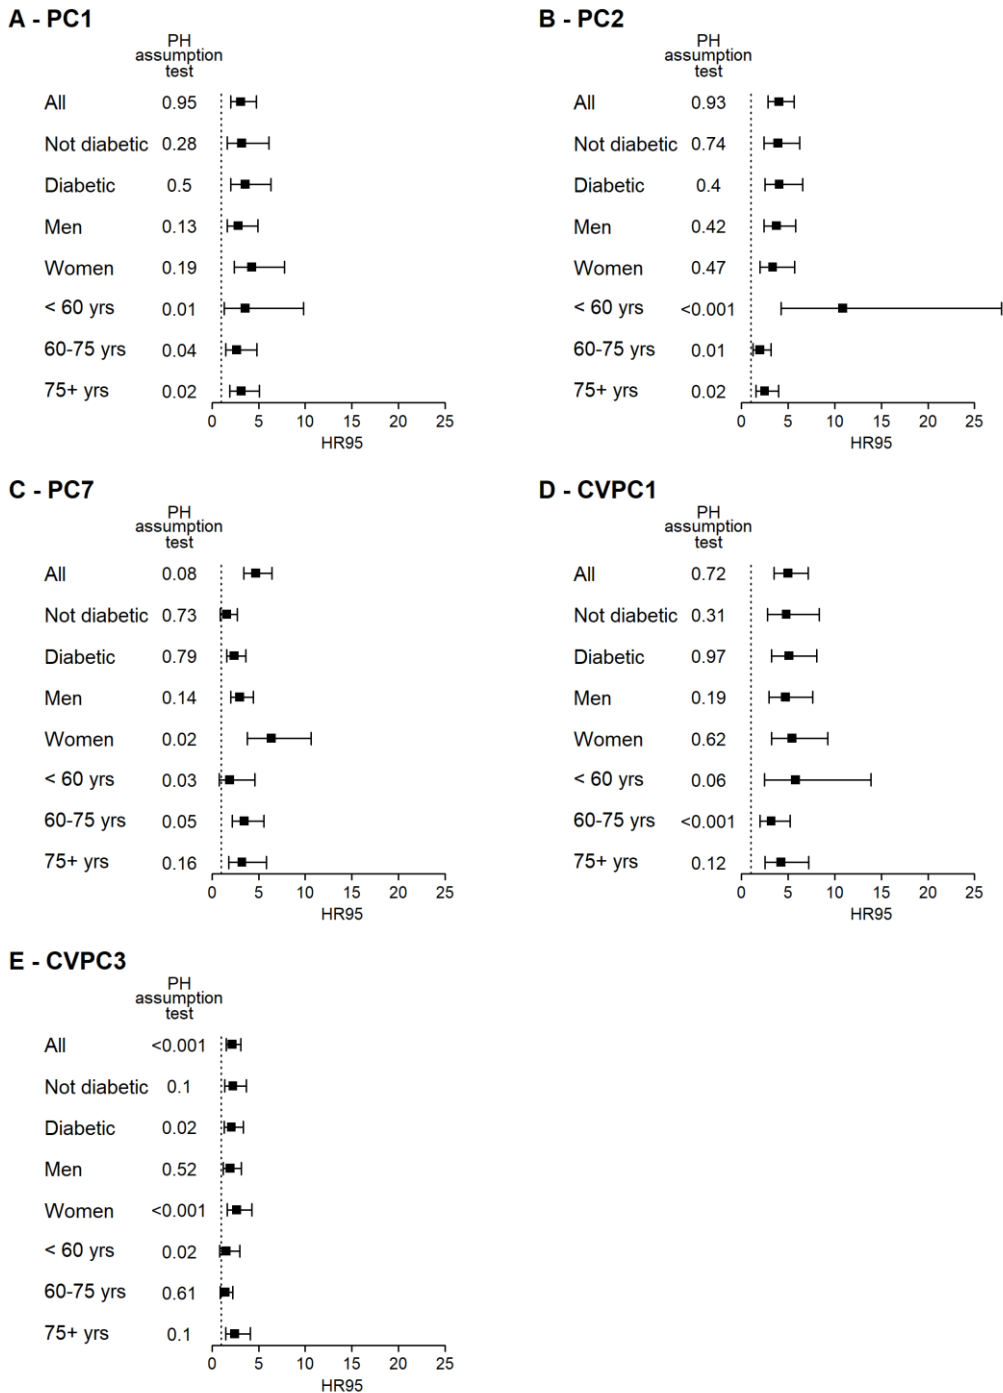 A - PC1
PH
assumption
test
All 0.95
Not diabetic 0.28
Diabetic 0.5
Men 0.13
Women 0.19
< 60 yrs 0.01
60-75 yrs 0.04
75+ yrs 0.02
0 5 10 15 20 25
HR95
B - PC2
PH
assumption
test
All 0.93
Not diabetic 0.74
Diabetic 0.4
Men 0.42
Women 0.47
< 60 yrs <0.001
60-75 yrs 0.01
75+ yrs 0.02
0 5 10 15 20 25
HR95
C - PC7
PH
assumption
test
All 0.08
Not diabetic 0.73
Diabetic 0.79
Men 0.14
Women 0.02
< 60 yrs 0.03
60-75 yrs 0.05
75+ yrs 0.16
0 5 10 15 20 25
HR95
D - CVPC1
PH
assumption
test
All 0.72
Not diabetic 0.31
Diabetic 0.97
Men 0.19
Women 0.62
< 60 yrs 0.06
60-75 yrs <0.001
75+ yrs 0.12
0 5 10 15 20 25
HR95
E - CVPC3
PH
assumption
test
All <0.001
Not diabetic 0.1
Diabetic 0.02
Men 0.52
Women <0.001
< 60 yrs 0.02
60-75 yrs 0.61
75+ yrs 0.1
0 5 10 15 20 25
HR95